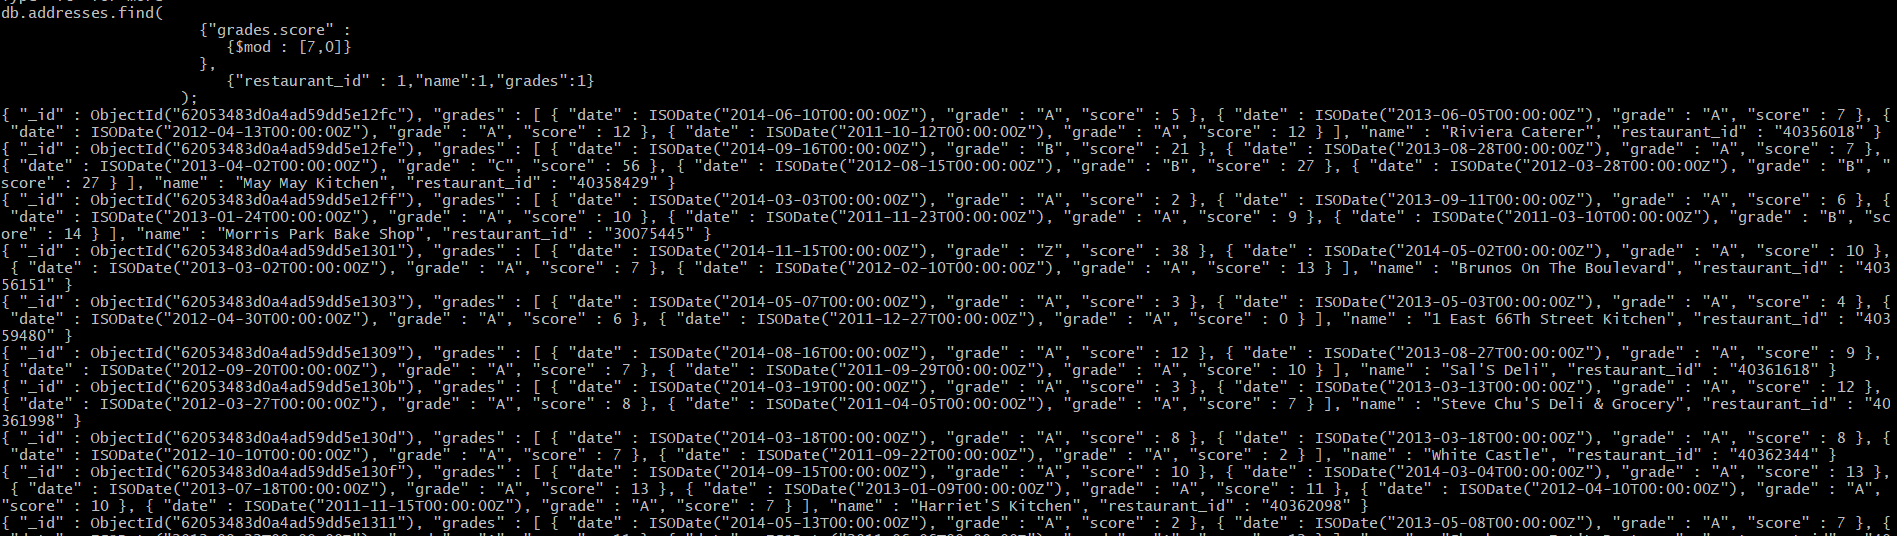 db.addresses.find(
{"grades.score" :
{$mod : [7,0]}
},
{"restaurant_id" : 1,"name":1,"grades":1}
);
{ "_id" : ObjectId("62053483d0a4ad59dd5e12fc"), "grades" : [ { "date" : ISODate("2014-06-10T00:00:00Z"), "grade" : "A", "score" : 5 }, { "date" : ISODate("2013-06-05T00:00:00Z"), "grade" : "A", "score" : 7 }, {
"date" : ISODate("2012-04-13T00:00:00Z"), "grade" : "A", "score" : 12 }, { "date" : ISODate("2011-10-12T00:00:00Z"), "grade" : "A", "score" : 12 } ], "name" : "Riviera Caterer", "restaurant_id" : "40356018" }
{ "_id" : ObjectId("62053483d0a4ad59dd5e12fe"), "grades" : [ { "date" : ISODate("2014-09-16T00:00:00Z"), "grade" : "B", "score" : 21 }, { "date" : ISODate("2013-08-28T00:00:00Z"), "grade" : "A", "score" : 7 },
{ "date" : ISODate("2013-04-02T00:00:00Z"), "grade" : "C", "score" : 56 }, { "date" : ISODate("2012-08-15T00:00:00Z"), "grade" : "B", "score" : 27 }, { "date" : ISODate("2012-03-28T00:00:00Z"), "grade" : "B", "
score" : 27 } ], "name" : "May May Kitchen", "restaurant_id" : "40358429" }
{ "_id" : ObjectId("62053483d0a4ad59dd5e12ff"), "grades" : [ { "date" : ISODate("2014-03-03T00:00:00Z"), "grade" : "A", "score" : 2 }, { "date" : ISODate("2013-09-11T00:00:00Z"), "grade" : "A", "score" : 6 }, {
"date" : ISODate("2013-01-24T00:00:00Z"), "grade" : "A", "score" : 10 }, { "date" : ISODate("2011-11-23T00:00:00Z"), "grade" : "A", "score" : 9 }, { "date" : ISODate("2011-03-10T00:00:00Z"), "grade" : "B", "sc
ore" : 14 } ], "name" : "Morris Park Bake Shop", "restaurant_id" : "30075445" }
{ "_id" : ObjectId("62053483d0a4ad59dd5e1301"), "grades" : [ { "date" : ISODate("2014-11-15T00:00:00Z"), "grade" : "Z", "score" : 38 }, { "date" : ISODate("2014-05-02T00:00:00Z"), "grade" : "A", "score" : 10 },
{ "date" : ISODate("2013-03-02T00:00:00Z"), "grade" : "A", "score" : 7 }, { "date" : ISODate("2012-02-10T00:00:00Z"), "grade" : "A", "score" : 13 } ], "name" : "Brunos On The Boulevard", "restaurant_id" : "403
56151" }
{ "_id" : ObjectId("62053483d0a4ad59dd5e1303"), "grades" : [ { "date" : ISODate("2014-05-07T00:00:00Z"), "grade" : "A", "score" : 3 }, { "date" : ISODate("2013-05-03T00:00:00Z"), "grade" : "A", "score" : 4 }, {
"date" : ISODate("2012-04-30T00:00:00Z"), "grade" : "A", "score" : 6 }, { "date" : ISODate("2011-12-27T00:00:00Z"), "grade" : "A", "score" : 0 } ], "name" : "1 East 66Th Street Kitchen", "restaurant_id" : "403
59480" }
{ "_id" : ObjectId("62053483d0a4ad59dd5e1309"), "grades" : [ { "date" : ISODate("2014-08-16T00:00:00Z"), "grade" : "A", "score" : 12 }, { "date" : ISODate("2013-08-27T00:00:00Z"), "grade" : "A", "score" : 9 },
{ "date" : ISODate("2012-09-20T00:00:00Z"), "grade" : "A", "score" : 7 }, { "date" : ISODate("2011-09-29T00:00:00Z"), "grade" : "A", "score" : 10 } ], "name" : "Sal'S Deli", "restaurant_id" : "40361618" }
{ "_id" : ObjectId("62053483d0a4ad59dd5e130b"), "grades" : [ { "date" : ISODate("2014-03-19T00:00:00Z"), "grade" : "A", "score" : 3 }, { "date" : ISODate("2013-03-13T00:00:00Z"), "grade" : "A", "score" : 12 },
{ "date" : ISODate("2012-03-27T00:00:00Z"), "grade" : "A", "score" : 8 }, { "date" : ISODate("2011-04-05T00:00:00Z"), "grade" : "A", "score" : 7 } ], "name" : "Steve Chu'S Deli & Grocery", "restaurant_id" : "40
361998" }
{ "_id" : ObjectId("62053483d0a4ad59dd5e130d"), "grades" : [ { "date" : ISODate("2014-03-18T00:00:00Z"), "grade" : "A", "score" : 8 }, { "date" : ISODate("2013-03-18T00:00:00Z"), "grade" : "A", "score" : 8 }, {
"date" : ISODate("2012-10-10T00:00:00Z"), "grade" : "A", "score" : 7 }, { "date" : ISODate("2011-09-22T00:00:00Z"), "grade" : "A", "score" : 2 } ], "name" : "White Castle", "restaurant_id" : "40362344" }
{ "_id" : ObjectId("62053483d0a4ad59dd5e130f"), "grades" : [ { "date" : ISODate("2014-09-15T00:00:00Z"), "grade" : "A", "score" : 10 }, { "date" : ISODate("2014-03-04T00:00:00Z"), "grade" : "A", "score" : 13 },
{ "date" : ISODate("2013-07-18T00:00:00Z"), "grade" : "A", "score" : 13 }, { "date" : ISODate("2013-01-09T00:00:00Z"), "grade" : "A", "score" : 11 }, { "date" : ISODate("2012-04-10T00:00:00Z"), "grade" : "A",
"score" : 10 }, { "date" : ISODate("2011-11-15T00:00:00Z"), "grade" : "A", "score" : 7 } ], "name" : "Harriet'S Kitchen", "restaurant_id" : "40362098" }
{ "_id" : ObjectId("62053483d0a4ad59dd5e1311"), "grades" : [ { "date" : ISODate("2014-05-13T00:00:00Z"), "grade" : "A", "score" : 2 }, { "date" : ISODate("2013-05-08T00:00:00Z"), "grade" : "A", "score" : 7 }, {